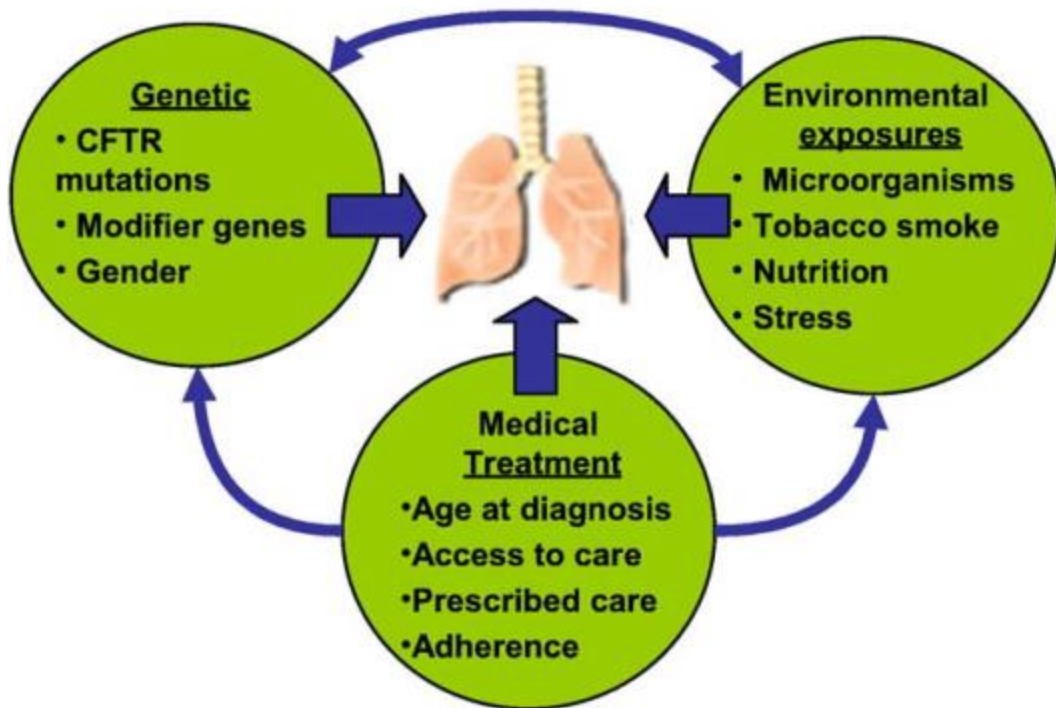 Genetic
• CFTR
mutations
• Modifier genes
• Gender
Environmental
exposures
• Microorganisms
• Tobacco smoke
• Nutrition
• Stress
Medical
Treatment
•Age at diagnosis
•Access to care
•Prescribed care
•Adherence